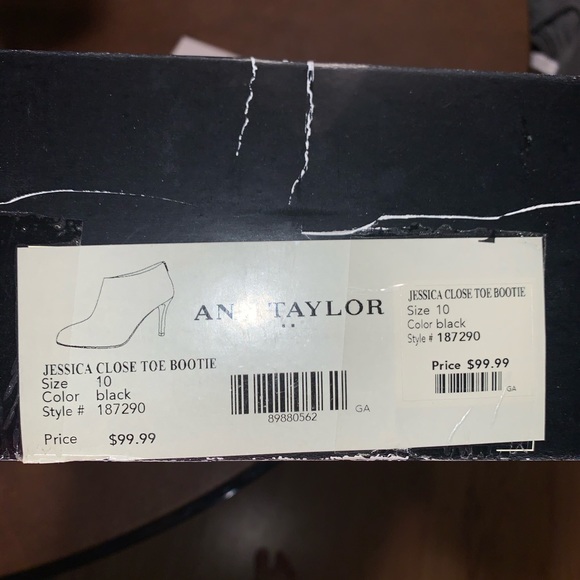 ANN TAYLOR
JESSICA CLOSE TOE BOOTIE
Size 10
Color black
Style # 187290
Price $99.99
89880562
GA
JESSICA CLOSE TOE BOOTIE
Size 10
Color black
Style # 187290
Price $99.99
GA